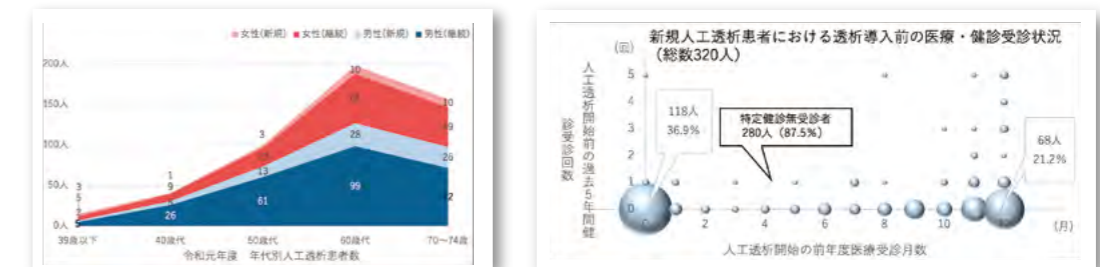 女性(新規) 女性(継続) 男性(新規) 男性(継続)
200人
150人
100人
50人
0人
3
5
1
9
26
3
13
61
10
28
99
10
49
26
39歳以下 40歳代 50歳代 60歳代 70～74歳
令和元年度 年代別人工透析患者数
新規人工透析患者における透析導入前の医療・健診受診状況
(総数320人)
(回)
人工透析開始前の過去5年間健診受診回数
5
4
3
2
1
0
118人
36.9%
特定健診無受診者
280人（87.5%）
68人
21.2%
2 4 6 8 10
(月)
人工透析開始の前年度医療受診月数